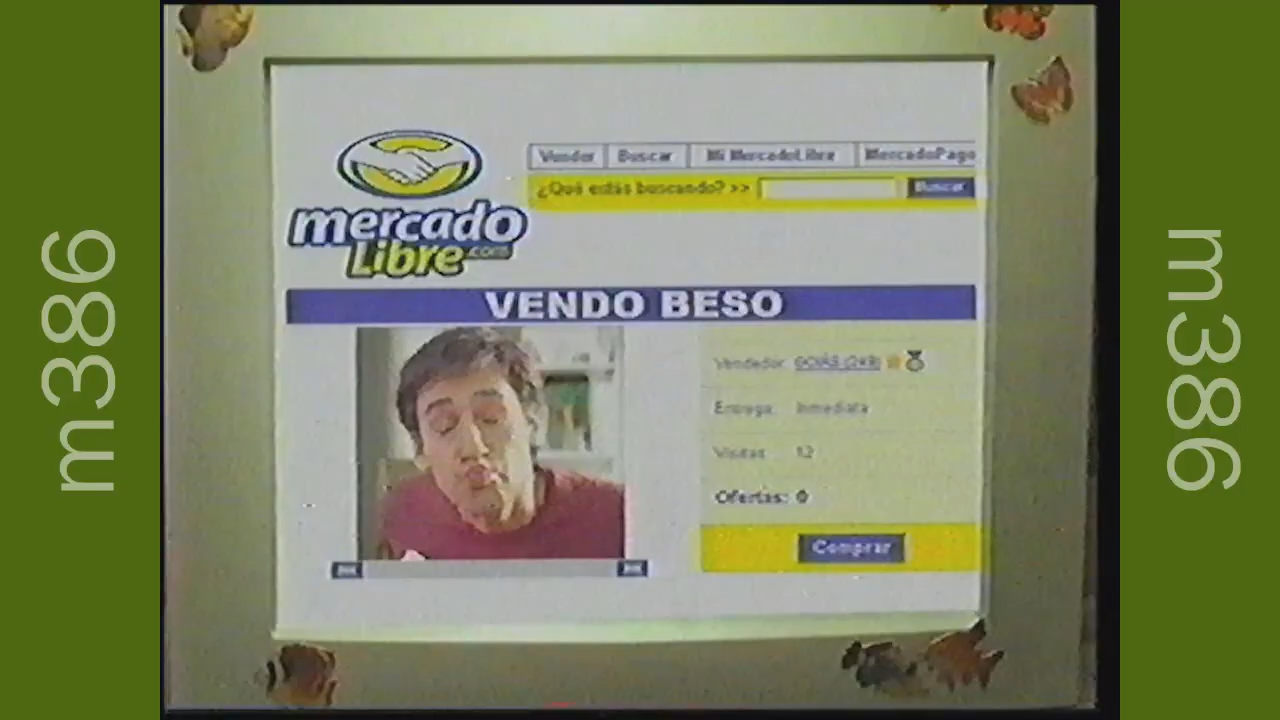 m386
Vender Buscar Mi MercadoLibre MercadoPago
¿Qué estás buscando? >> Buscar
mercado
Libre.com
VENDO BESO
Vendedor
Entrega: Inmediata
Visitas 12
Ofertas: 0
Comprar
m386